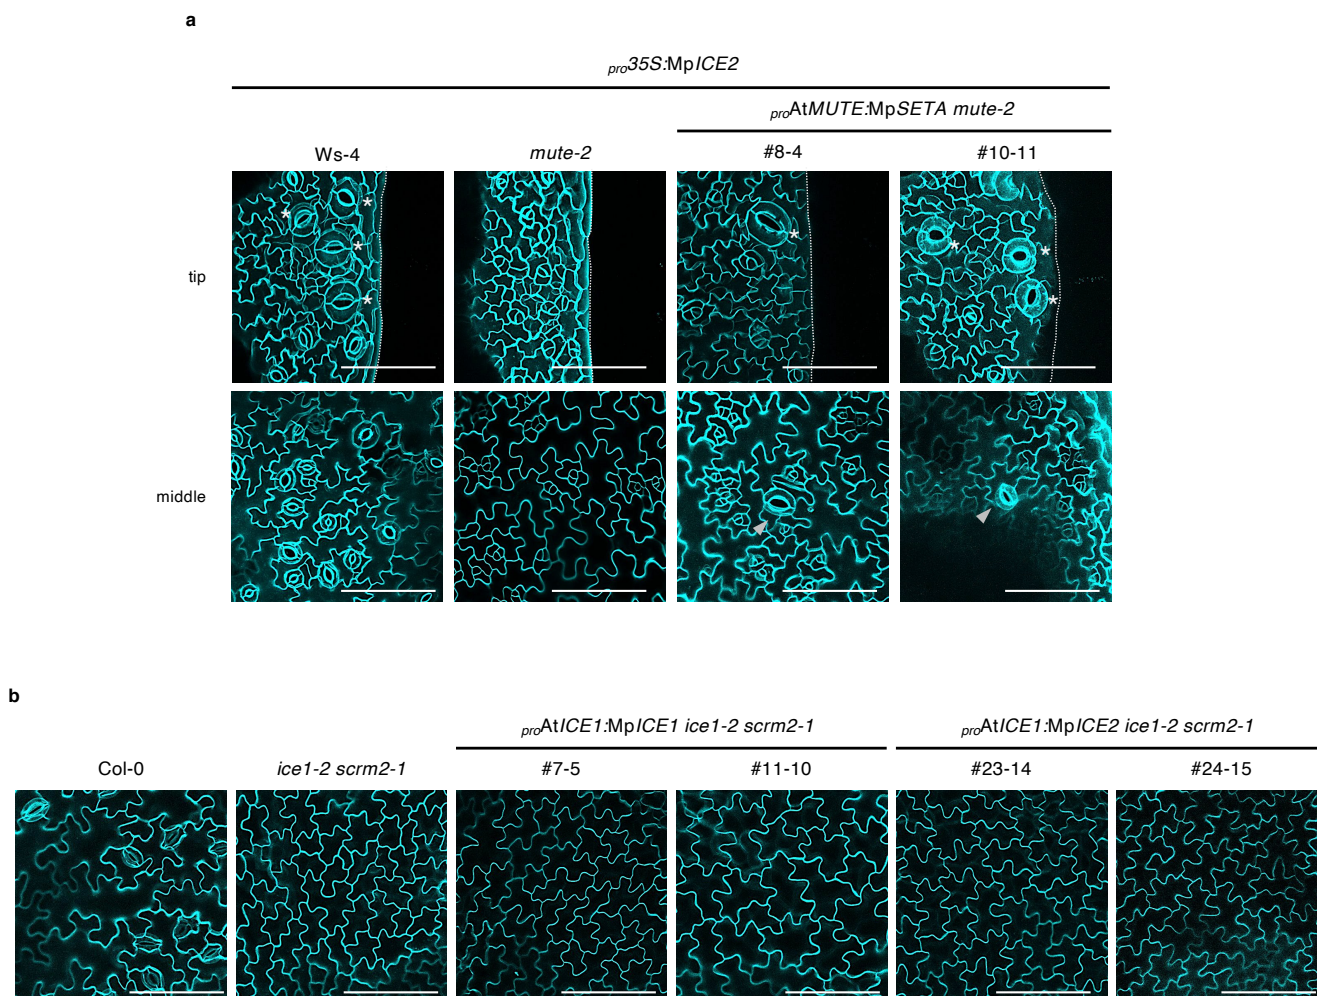 a
pro35S:MpICE2
proAtMUTE:MpSETA mute-2
Ws-4 mute-2 #8-4 #10-11
tip
* * * * * * * *
middle
b
proAtICE1:MpICE1 ice1-2 scrm2-1 proAtICE1:MpICE2 ice1-2 scrm2-1
Col-0 ice1-2 scrm2-1 #7-5 #11-10 #23-14 #24-15